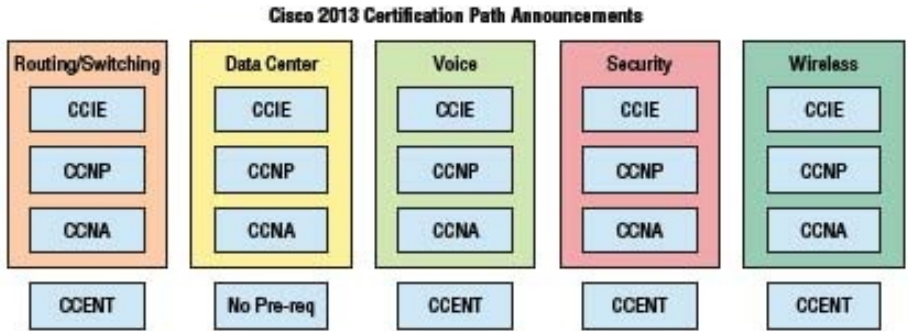 Cisco 2013 Certification Path Announcements
Routing/Switching
CCIE
CCNP
CCNA
CCENT
Data Center
CCIE
CCNP
CCNA
No Pre-req
Voice
CCIE
CCNP
CCNA
CCENT
Security
CCIE
CCNP
CCNA
CCENT
Wireless
CCIE
CCNP
CCNA
CCENT